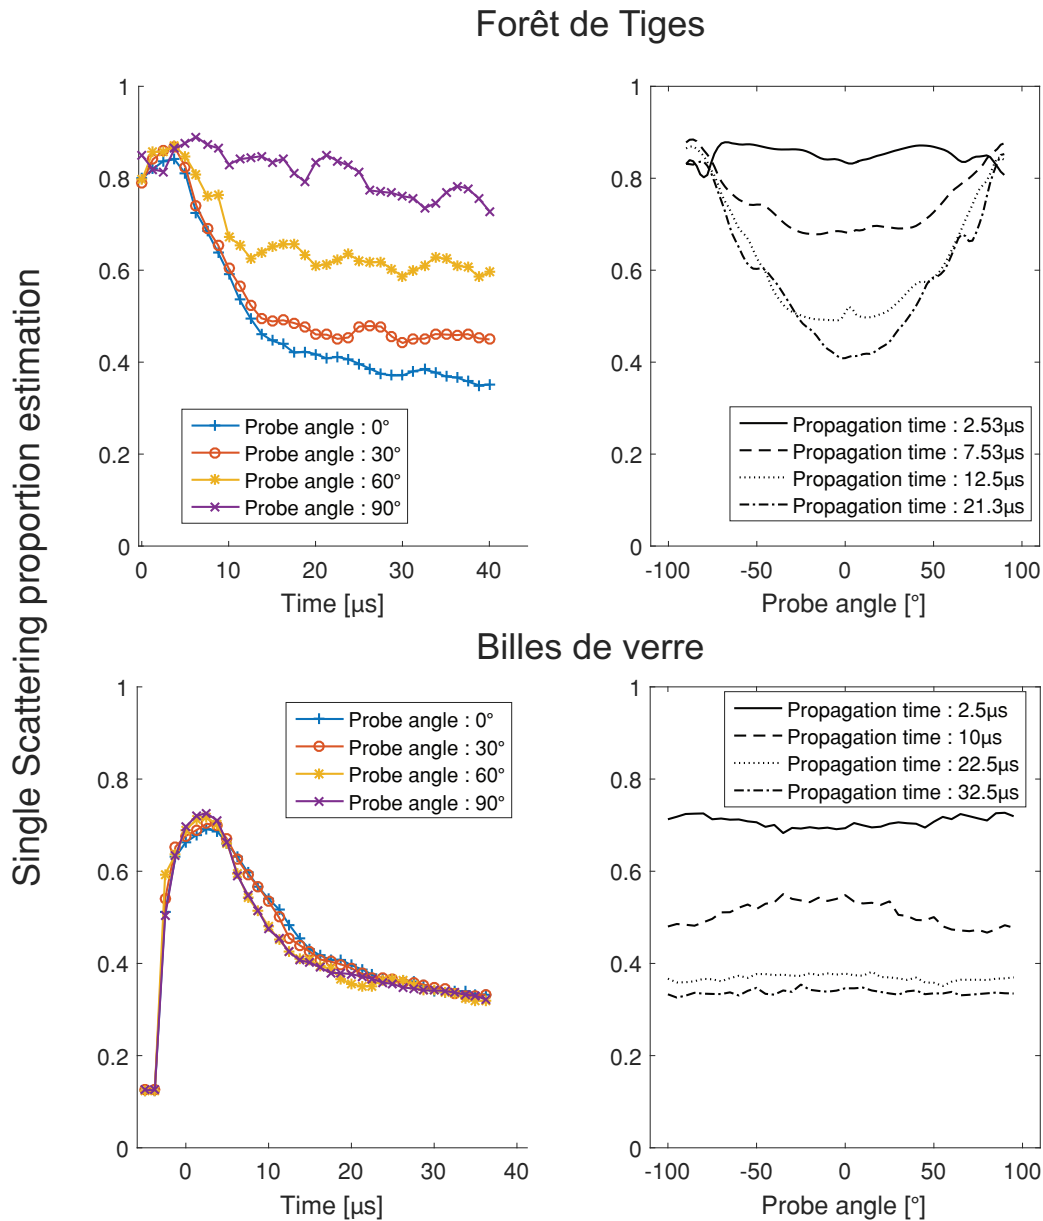 Forêt de Tiges
Single Scattering proportion estimation
1
0.8
0.6
0.4
0.2
0
0 10 20 30 40
Time [µs]
Probe angle : 0°
Probe angle : 30°
Probe angle : 60°
Probe angle : 90°
1
0.8
0.6
0.4
0.2
0
-100 -50 0 50 100
Probe angle [°]
Propagation time : 2.53µs
Propagation time : 7.53µs
Propagation time : 12.5µs
Propagation time : 21.3µs
Billes de verre
1
0.8
0.6
0.4
0.2
0
0 10 20 30 40
Time [µs]
Probe angle : 0°
Probe angle : 30°
Probe angle : 60°
Probe angle : 90°
1
0.8
0.6
0.4
0.2
0
-100 -50 0 50 100
Probe angle [°]
Propagation time : 2.5µs
Propagation time : 10µs
Propagation time : 22.5µs
Propagation time : 32.5µs